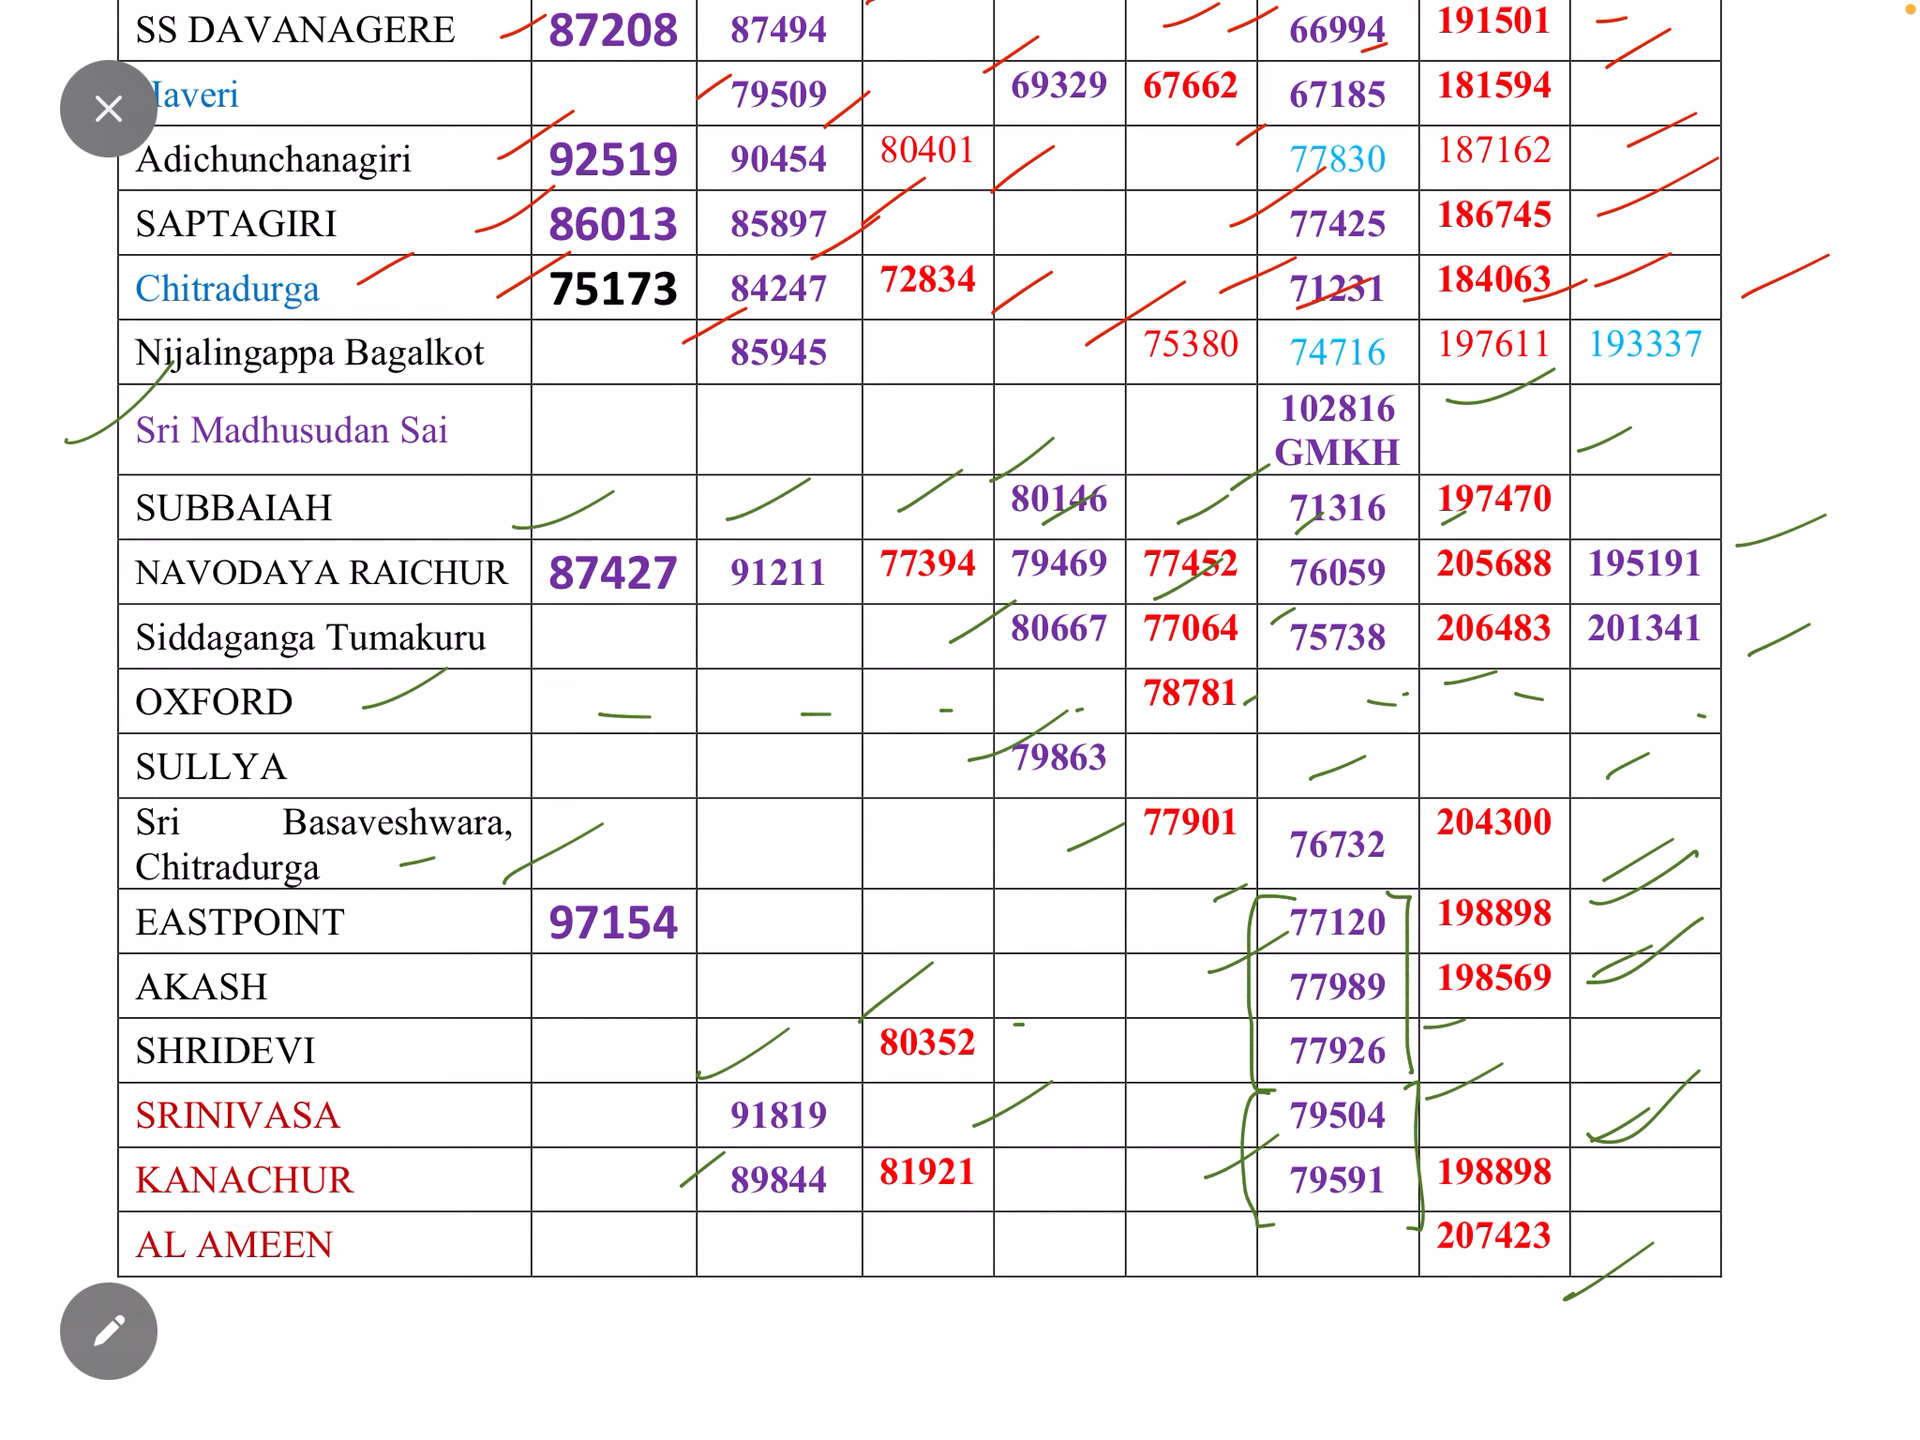 SS DAVANAGERE 87208 87494 66994 191501
Haveri 79509 69329 67662 67185 181594
Adichunchanagiri 92519 90454 80401 77830 187162
SAPTAGIRI 86013 85897 77425 186745
Chitradurga 75173 84247 72834 71231 184063
Nijalingappa Bagalkot 85945 75380 74716 197611 193337
Sri Madhusudan Sai 102816
GMKH
SUBBAIAH 80146 71316 197470
NAVODAYA RAICHUR 87427 91211 77394 79469 77452 76059 205688 195191
Siddaganga Tumakuru 80667 77064 75738 206483 201341
OXFORD 78781
SULLYA 79863
Sri Basaveshwara, 77901 76732 204300
Chitradurga
EASTPOINT 97154 77120 198898
AKASH 77989 198569
SHRIDEVI 80352 77926
SRINIVASA 91819 79504
KANACHUR 89844 81921 79591 198898
AL AMEEN 207423